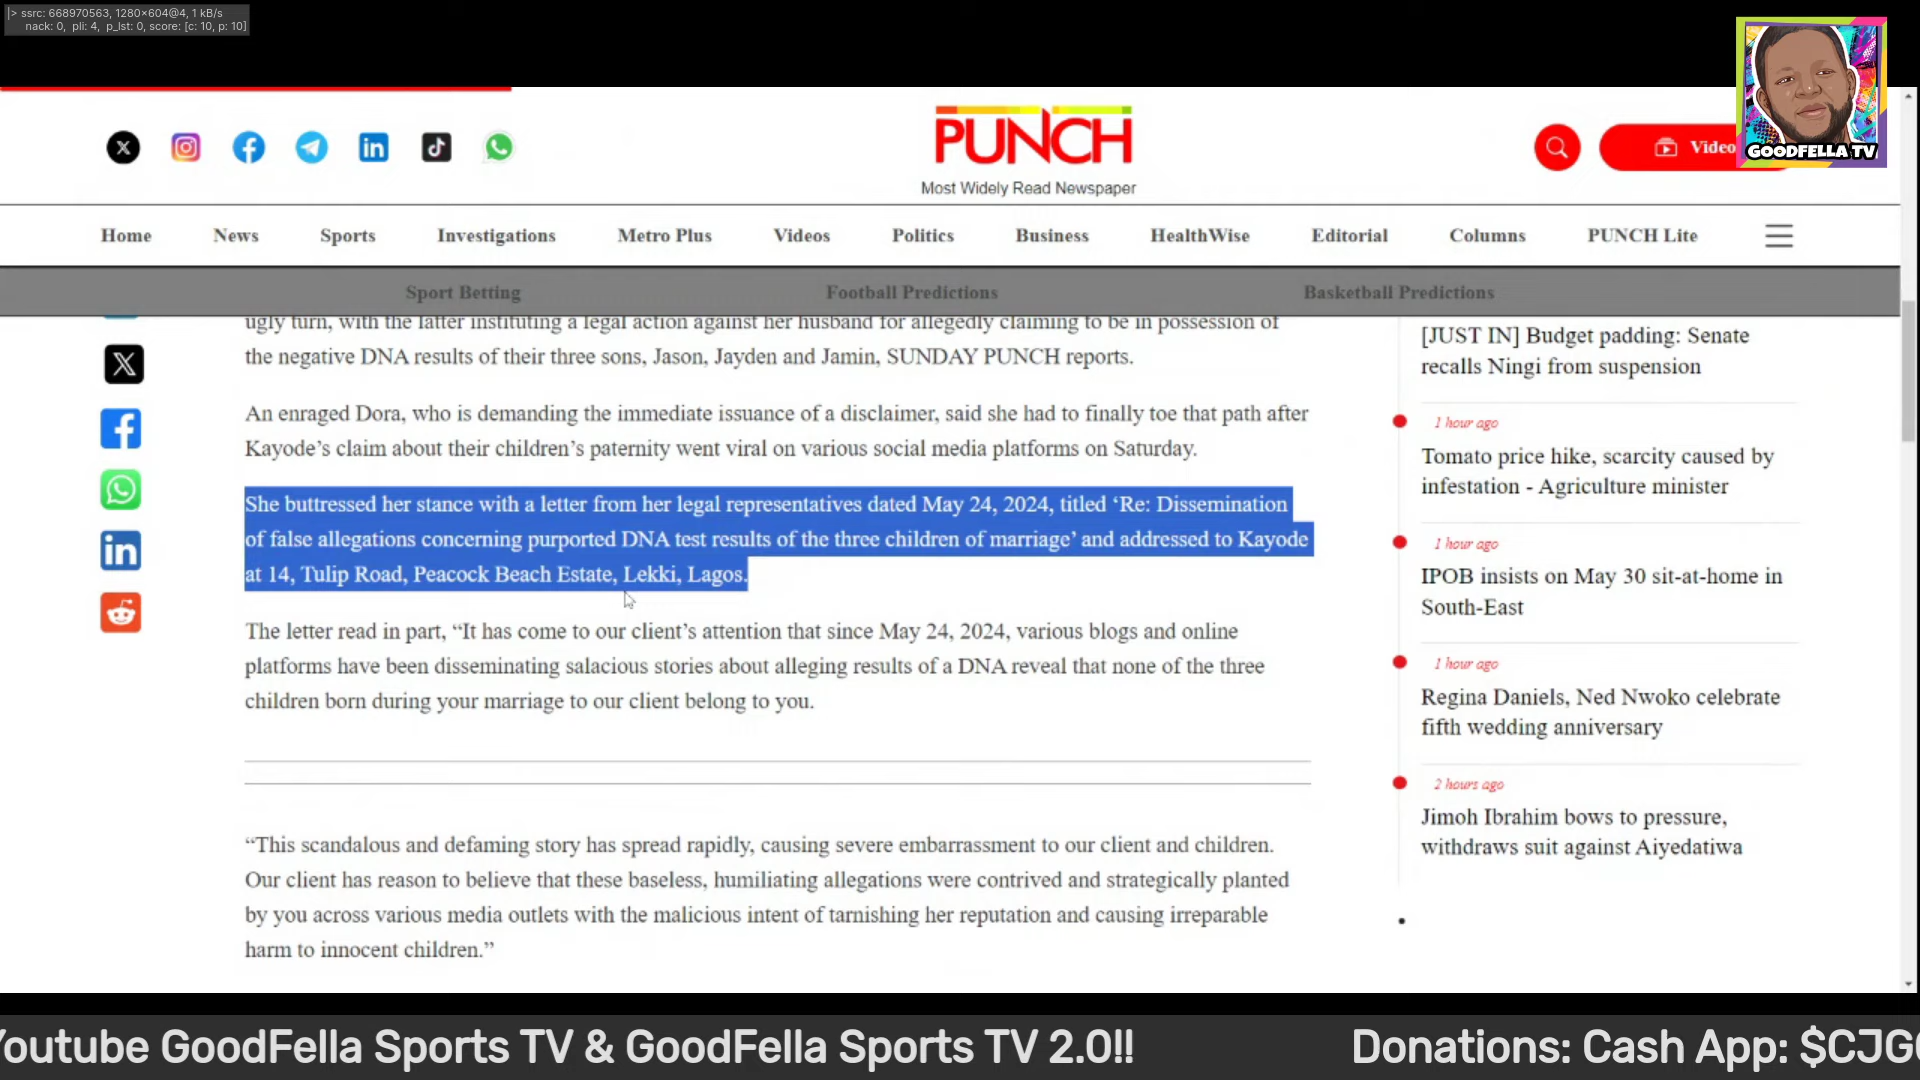 |> ssrc: 668970563, 1280×604@4, 1 kB/s
nack: 0, pli: 4, p_lst: 0, score: [c: 10, p: 10]
GOODFELLA TV
PUNCH
Most Widely Read Newspaper
Video
Home News Sports Investigations Metro Plus Videos Politics Business HealthWise Editorial Columns PUNCH Lite
Sport Betting Football Predictions Basketball Predictions
ugly turn, with the latter instituting a legal action against her husband for allegedly claiming to be in possession of
the negative DNA results of their three sons, Jason, Jayden and Jamin, SUNDAY PUNCH reports.
An enraged Dora, who is demanding the immediate issuance of a disclaimer, said she had to finally toe that path after
Kayode’s claim about their children’s paternity went viral on various social media platforms on Saturday.
She buttressed her stance with a letter from her legal representatives dated May 24, 2024, titled ‘Re: Dissemination
of false allegations concerning purported DNA test results of the three children of marriage’ and addressed to Kayode
at 14, Tulip Road, Peacock Beach Estate, Lekki, Lagos.
The letter read in part, “It has come to our client’s attention that since May 24, 2024, various blogs and online
platforms have been disseminating salacious stories about alleging results of a DNA reveal that none of the three
children born during your marriage to our client belong to you.
“This scandalous and defaming story has spread rapidly, causing severe embarrassment to our client and children.
Our client has reason to believe that these baseless, humiliating allegations were contrived and strategically planted
by you across various media outlets with the malicious intent of tarnishing her reputation and causing irreparable
harm to innocent children.”
[JUST IN] Budget padding: Senate
recalls Ningi from suspension
1 hour ago
Tomato price hike, scarcity caused by
infestation - Agriculture minister
1 hour ago
IPOB insists on May 30 sit-at-home in
South-East
1 hour ago
Regina Daniels, Ned Nwoko celebrate
fifth wedding anniversary
2 hours ago
Jimoh Ibrahim bows to pressure,
withdraws suit against Aiyedatiwa
Youtube GoodFella Sports TV & GoodFella Sports TV 2.0!! Donations: Cash App: $CJG